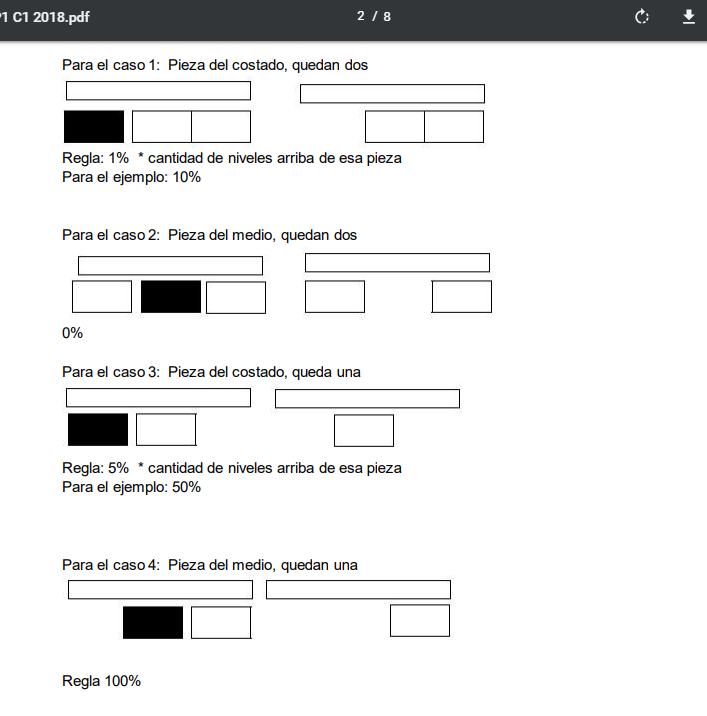 P1 C1 2018.pdf
2 / 8
Para el caso 1: Pieza del costado, quedan dos
Regla: 1% * cantidad de niveles arriba de esa pieza
Para el ejemplo: 10%
Para el caso 2: Pieza del medio, quedan dos
0%
Para el caso 3: Pieza del costado, queda una
Regla: 5% * cantidad de niveles arriba de esa pieza
Para el ejemplo: 50%
Para el caso 4: Pieza del medio, quedan una
Regla 100%